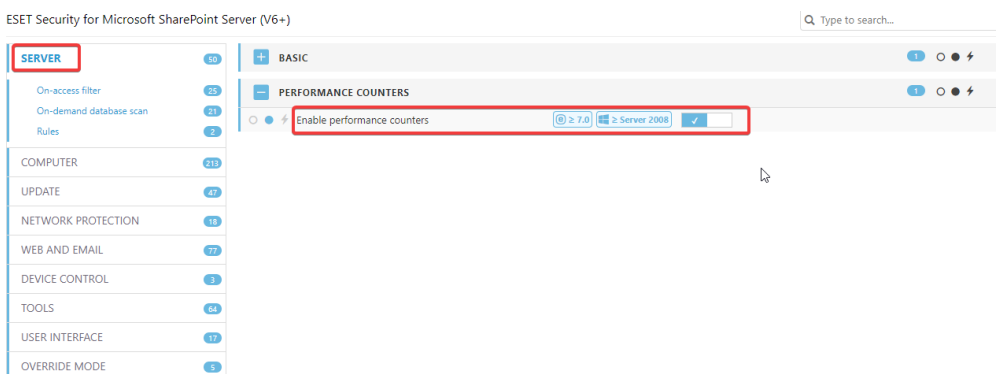 ESET Security for Microsoft SharePoint Server (V6+)
Type to search...
SERVER 50
On-access filter 25
On-demand database scan 21
Rules 2
COMPUTER 213
UPDATE 47
NETWORK PROTECTION 18
WEB AND EMAIL 77
DEVICE CONTROL 3
TOOLS 64
USER INTERFACE 17
OVERRIDE MODE 5
BASIC 1
PERFORMANCE COUNTERS 1
Enable performance counters ≥ 7.0 ≥ Server 2008